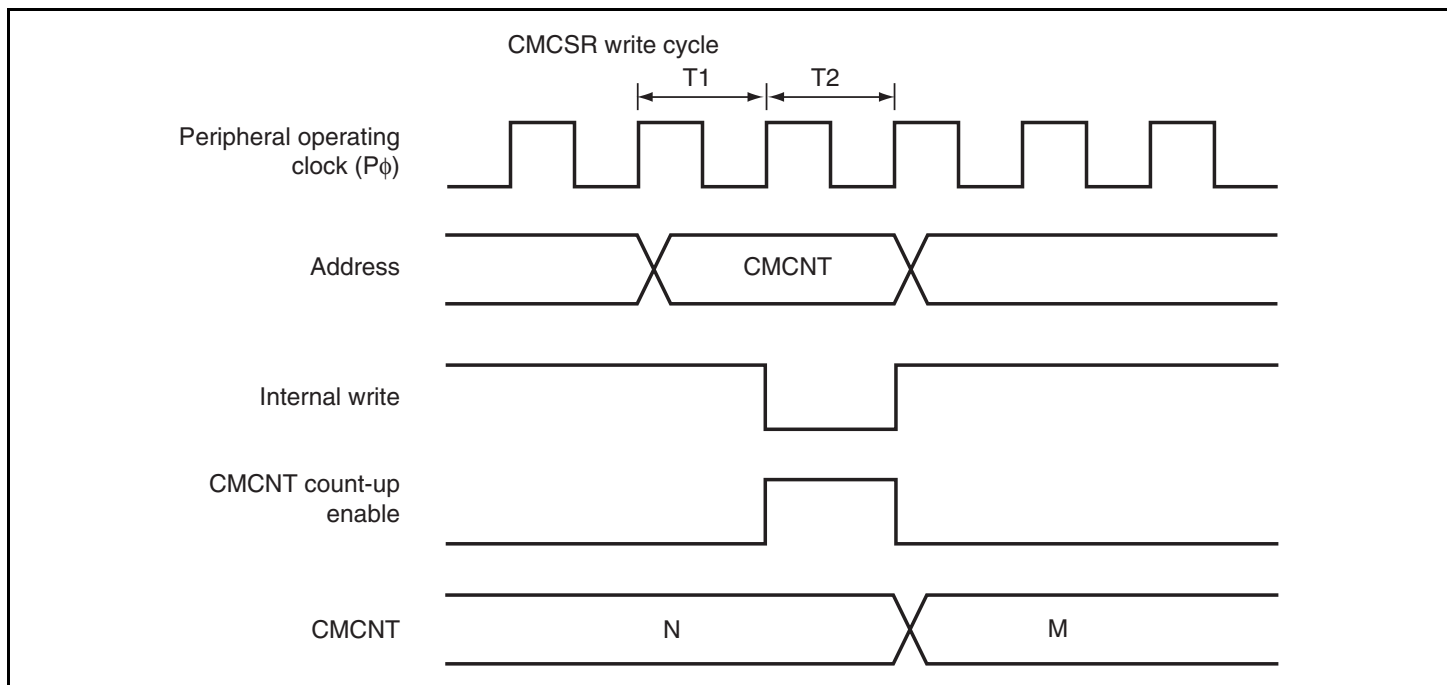 CMCSR write cycle
T1
T2
Peripheral operating
clock (Pϕ)
Address
CMCNT
Internal write
CMCNT count-up
enable
CMCNT
N
M